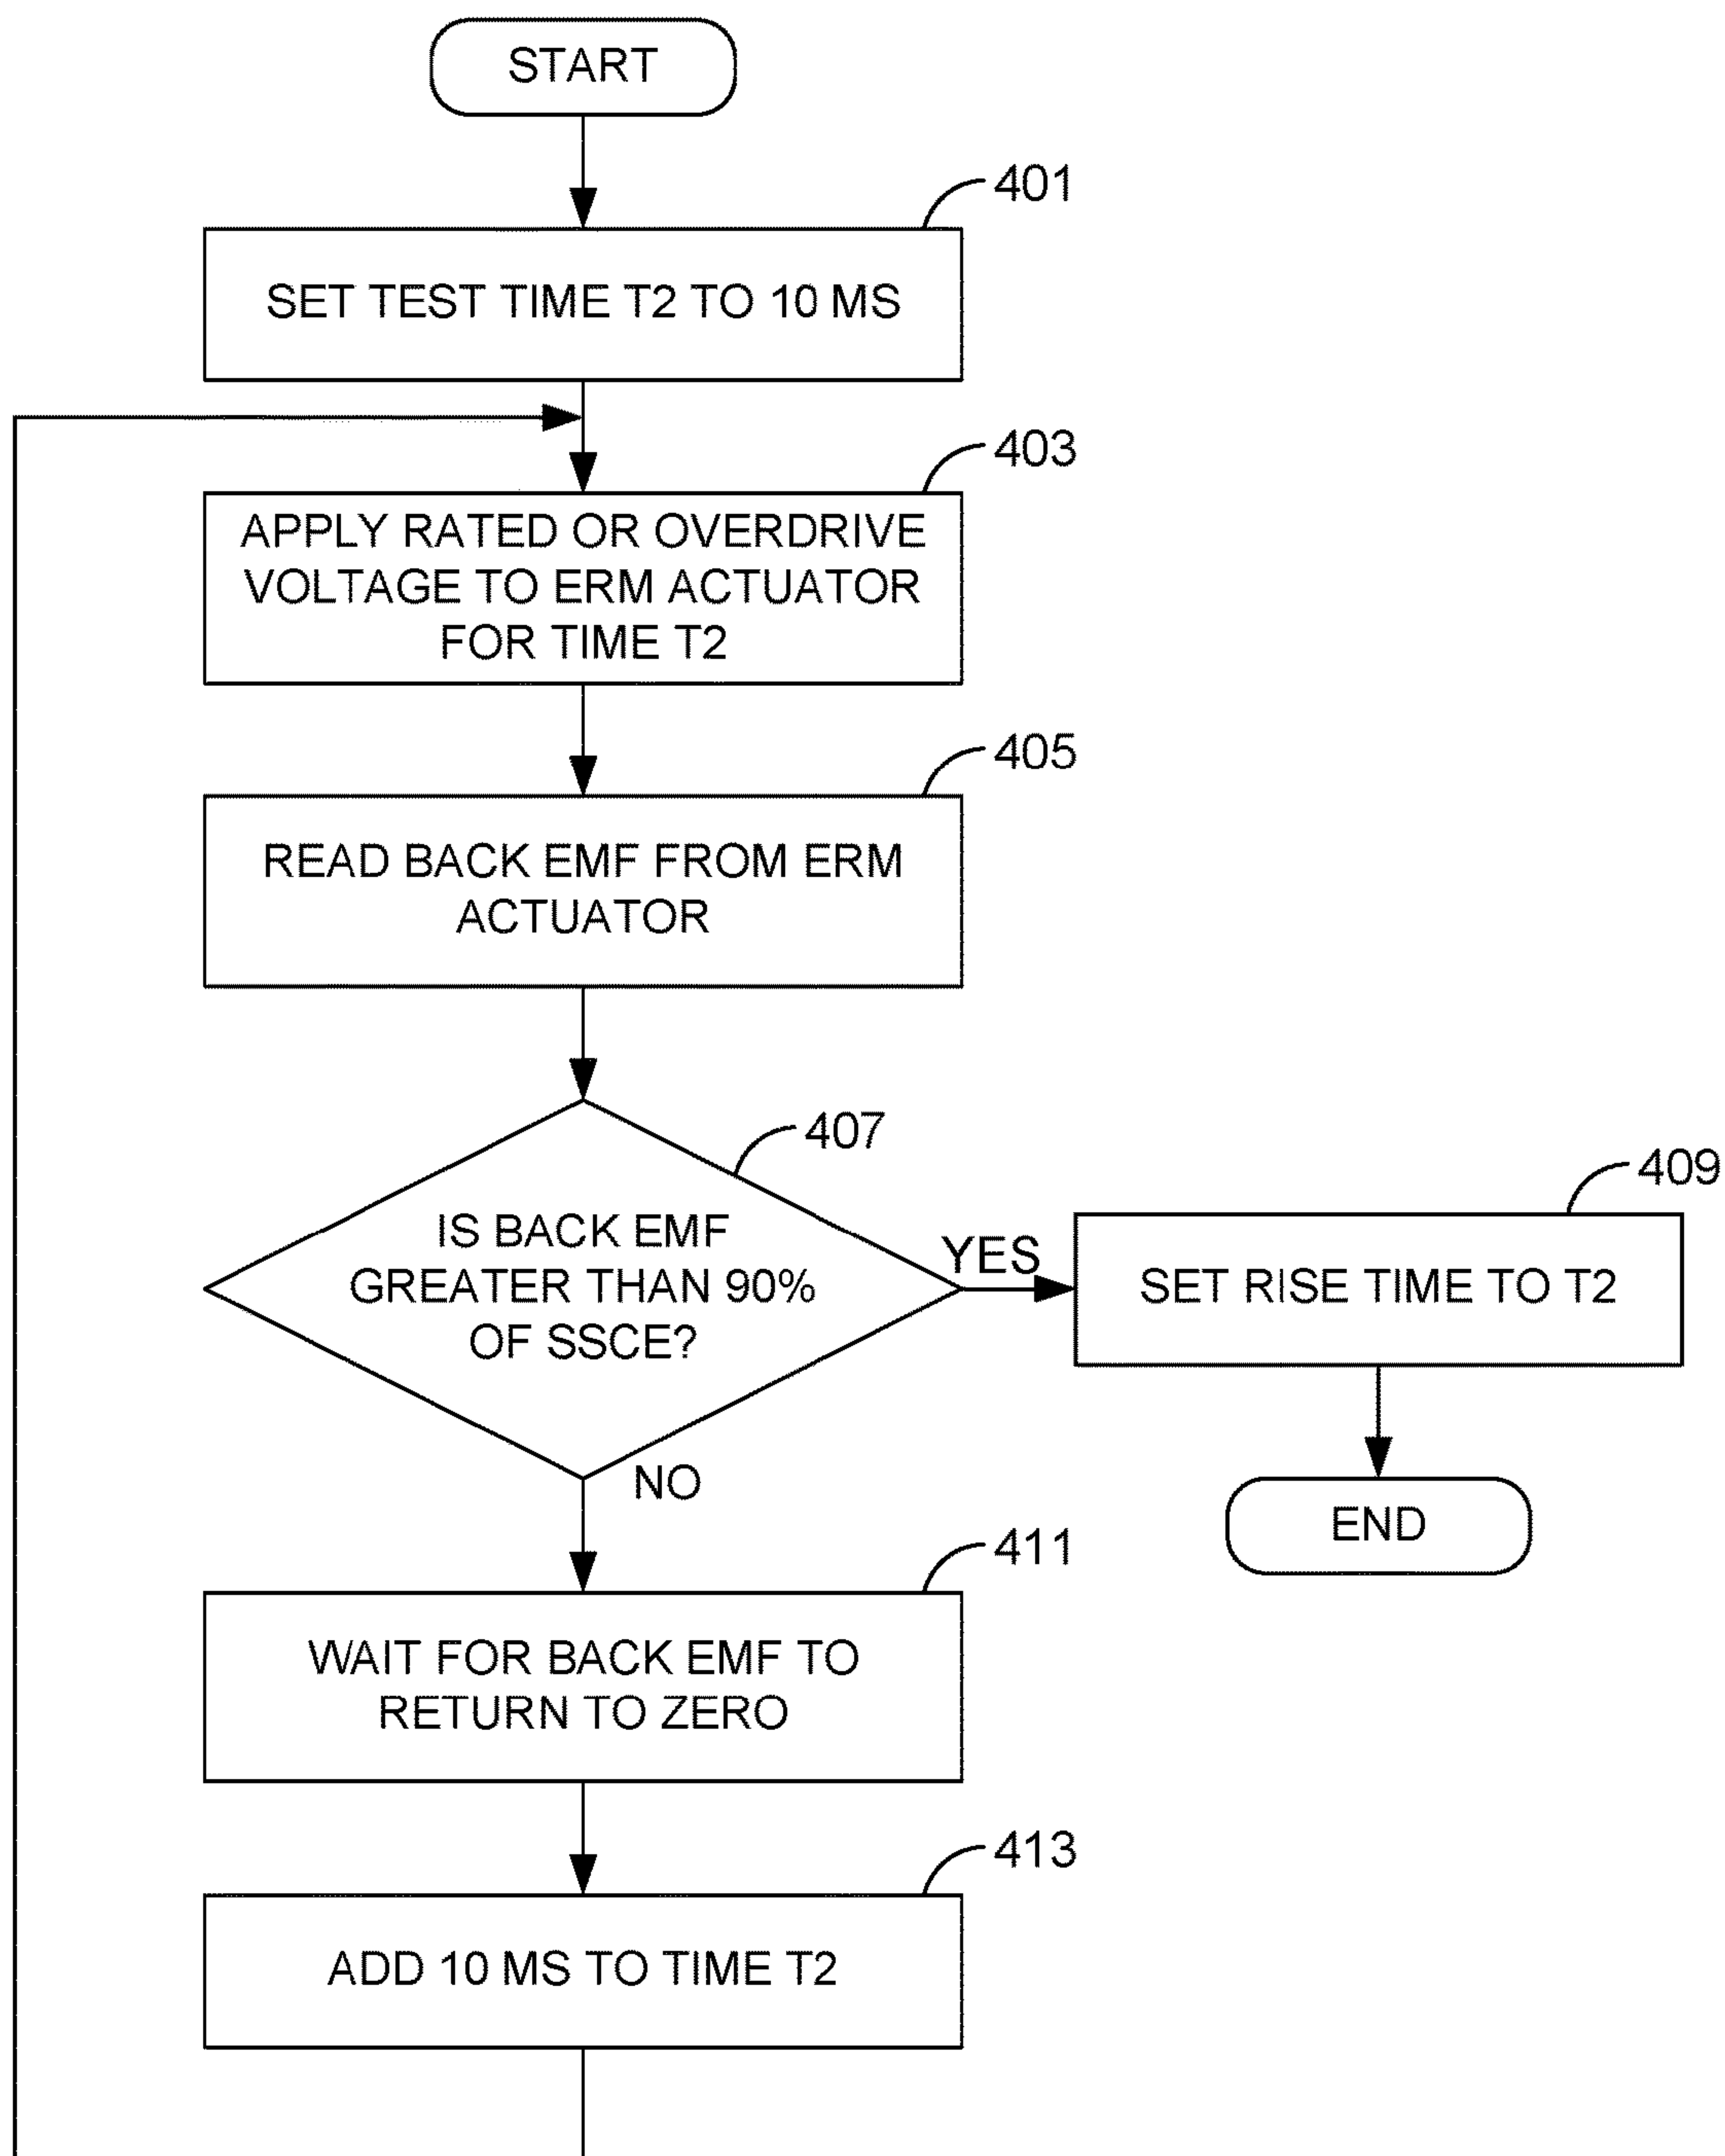 START
401
SET TEST TIME T2 TO 10 MS
403
APPLY RATED OR OVERDRIVE
VOLTAGE TO ERM ACTUATOR
FOR TIME T2
405
READ BACK EMF FROM ERM
ACTUATOR
407
IS BACK EMF
GREATER THAN 90%
OF SSCE?
YES
409
SET RISE TIME TO T2
END
NO
411
WAIT FOR BACK EMF TO
RETURN TO ZERO
413
ADD 10 MS TO TIME T2